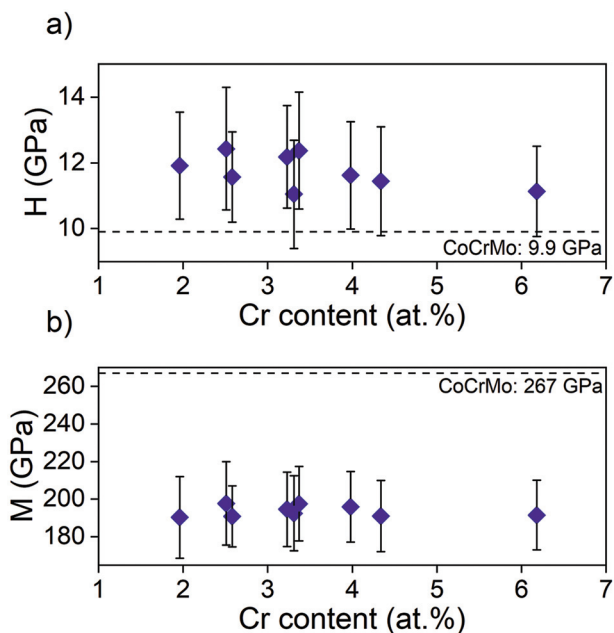 a)
14
12
10
H (GPa)
CoCrMo: 9.9 GPa
1 2 3 4 5 6 7
Cr content (at.%)
b)
260
240
220
200
180
M (GPa)
CoCrMo: 267 GPa
1 2 3 4 5 6 7
Cr content (at.%)